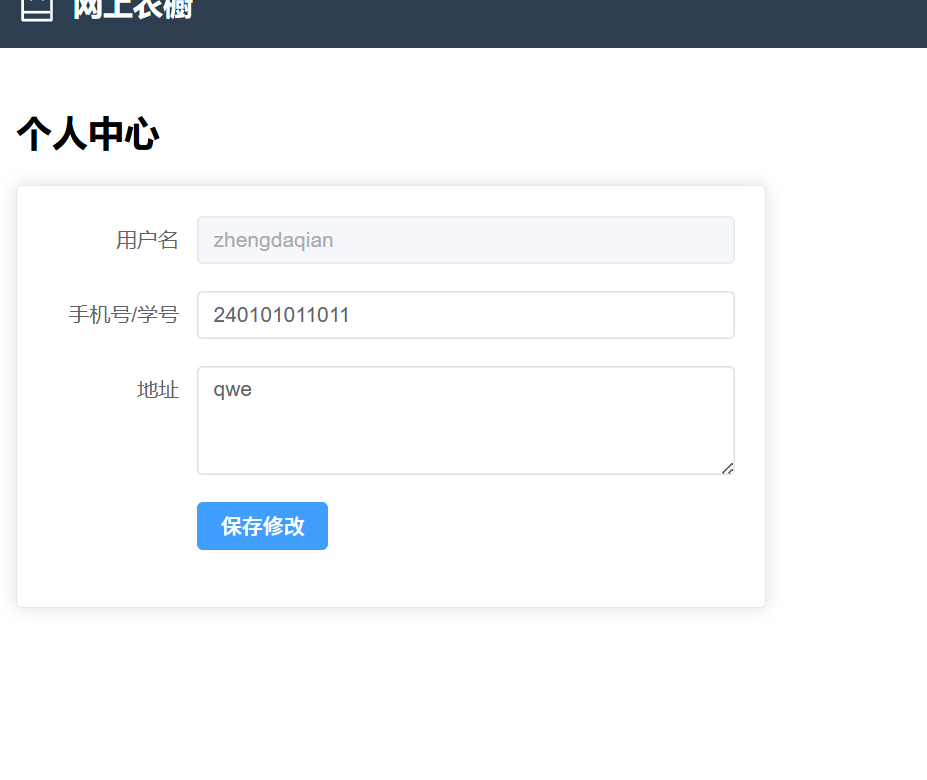 网上衣橱
个人中心
用户名 zhengdaqian
手机号/学号 240101011011
地址 qwe
保存修改